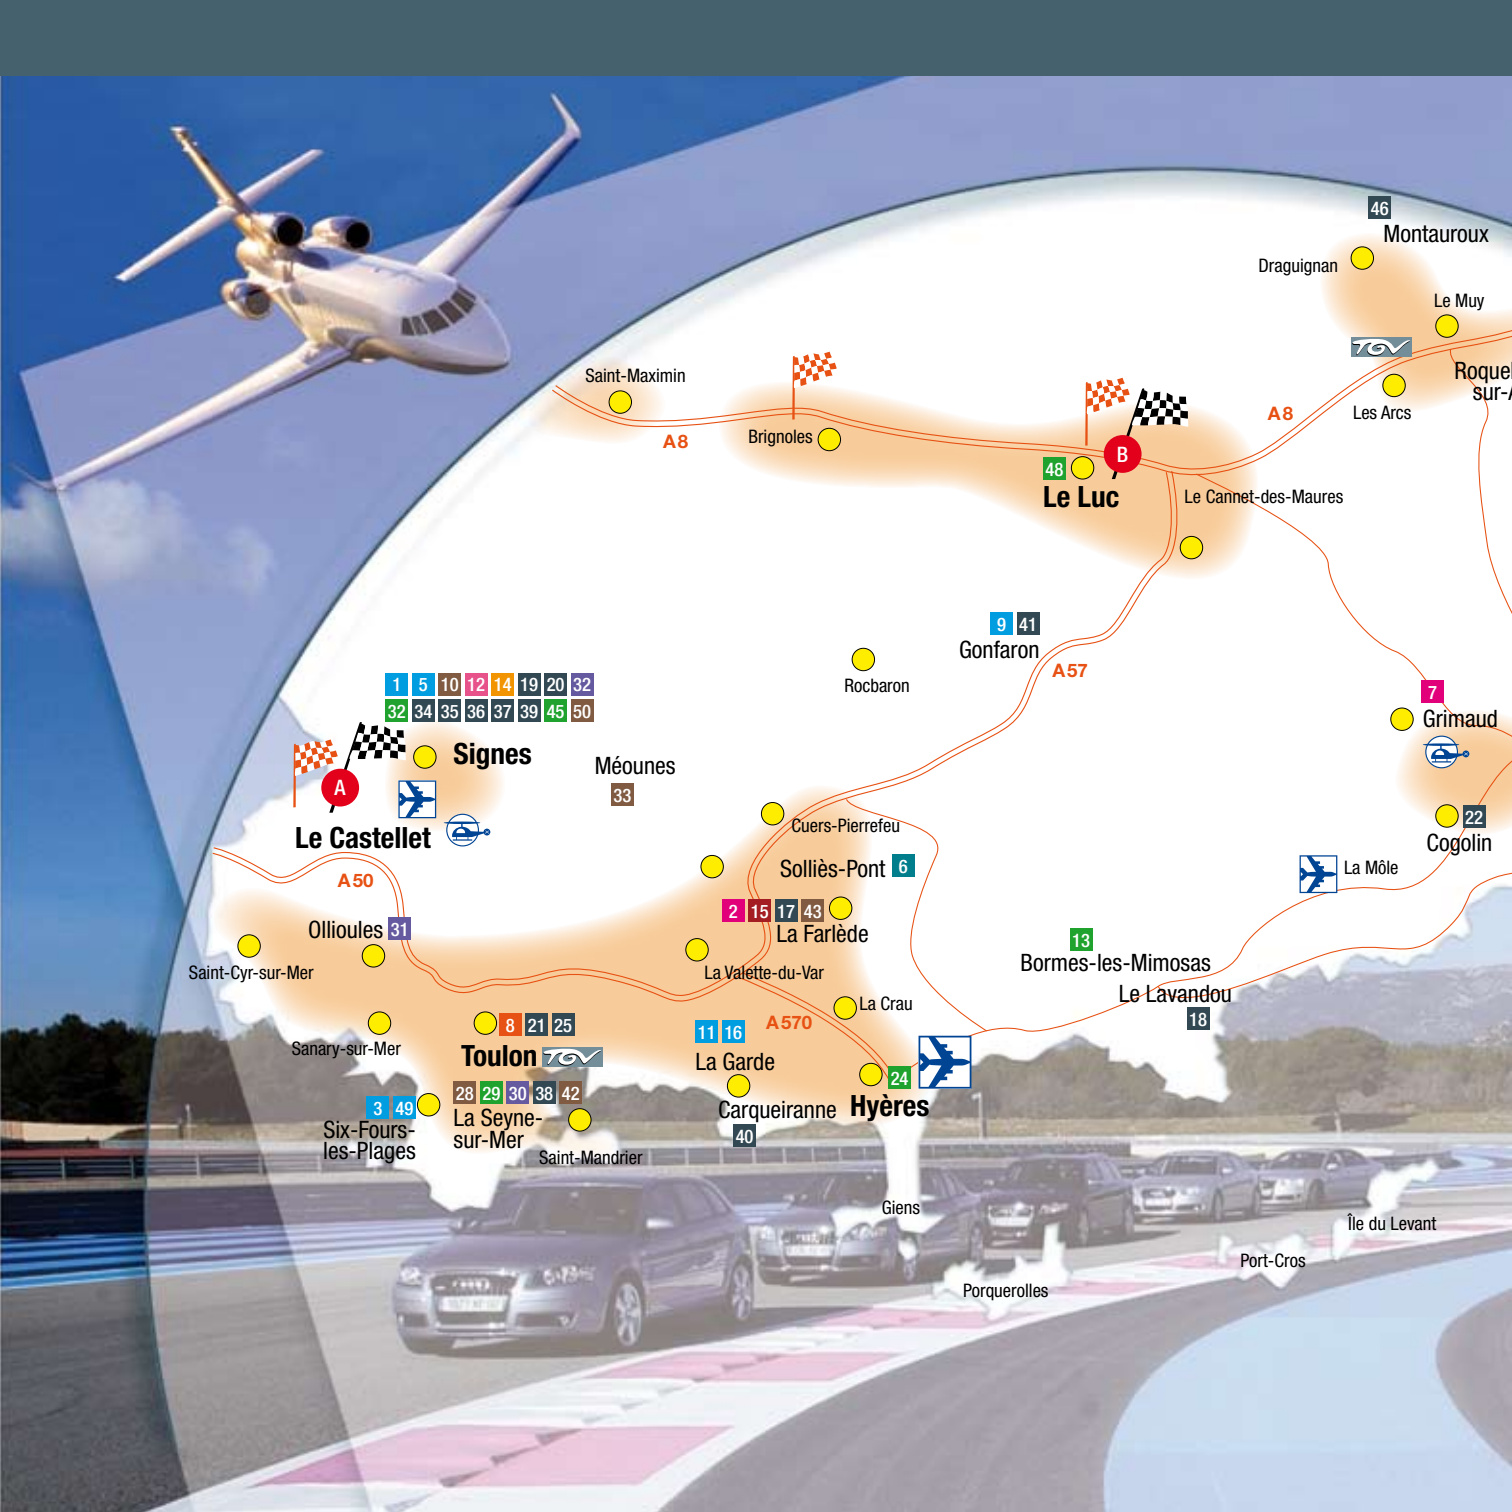 46
Montauroux
Draguignan
Le Muy
TGV
Saint-Maximin
Les Arcs
A8
A8
Brignoles
B
48
Le Luc
Le Cannet-des-Maures
9 41
Gonfaron
A57
Rocbaron
1 5 10 12 14 19 20 32
32 34 35 36 37 39 45 50
7
Grimaud
Signes
Méounes
33
A
Le Castellet
22
Cogolin
Cuers-Pierrefeu
Solliès-Pont 6
La Môle
A50
2 15 17 43
La Farlède
Ollioules 31
13
Bormes-les-Mimosas
Saint-Cyr-sur-Mer
La Valette-du-Var
Le Lavandou
18
La Crau
8 21 25
A570
11 16
Sanary-sur-Mer
Toulon TGV
La Garde
24
28 29 30 38 42
3 49
Six-Fours-
les-Plages
La Seyne-
sur-Mer
Carqueiranne
40
Hyères
Saint-Mandrier
Giens
Île du Levant
Port-Cros
Porquerolles